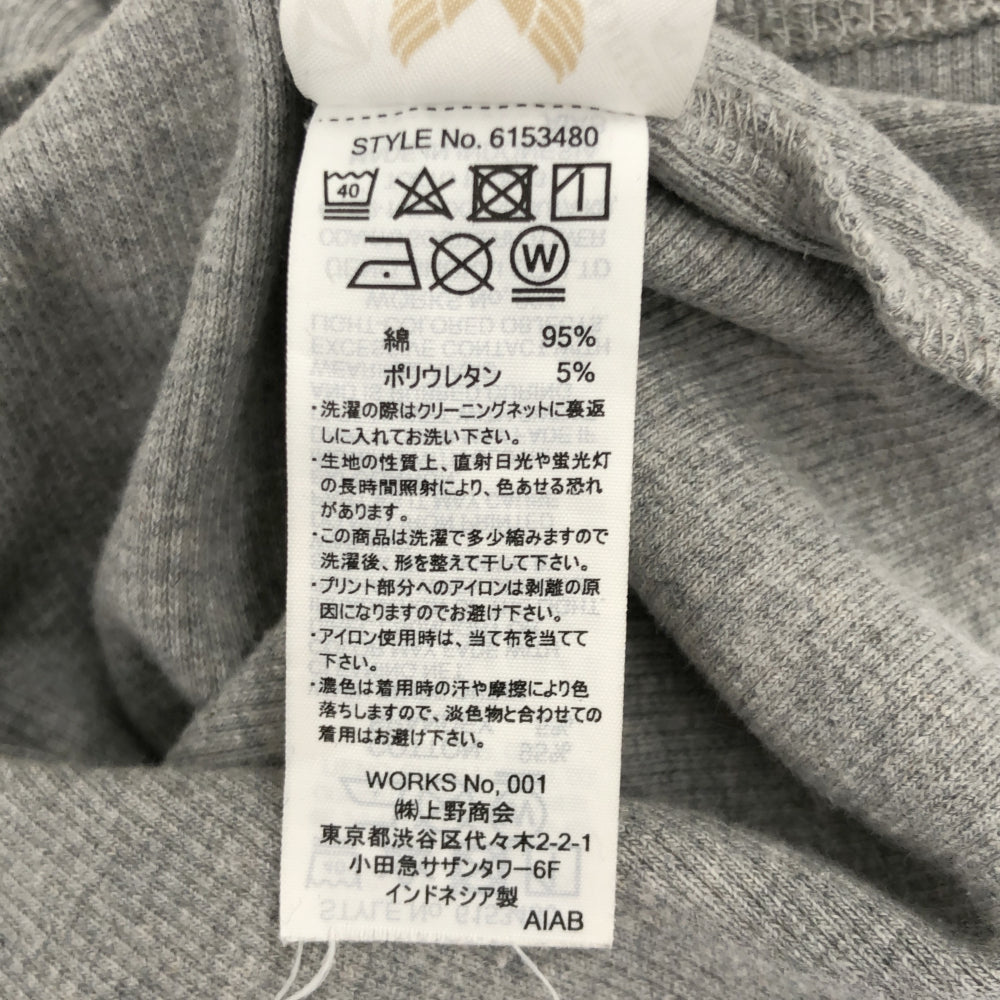 STYLE No. 6153480
40
W
綿 95%
ポリウレタン 5%
・洗濯の際はクリーニングネットに裏返
しに入れてお洗い下さい。
・生地の性質上、直射日光や蛍光灯
の長時間照射により、色あせる恐れ
があります。
・この商品は洗濯で多少縮みますので
洗濯後、形を整えて干して下さい。
・プリント部分へのアイロンは剥離の原
因になりますのでお避け下さい。
・アイロン使用時は、当て布を当てて
下さい。
・濃色は着用時の汗や摩擦により色
落ちしますので、淡色物と合わせての
着用はお避け下さい。
WORKS No, 001
㈱上野商会
東京都渋谷区代々木2-2-1
小田急サザンタワー6F
インドネシア製
AIAB